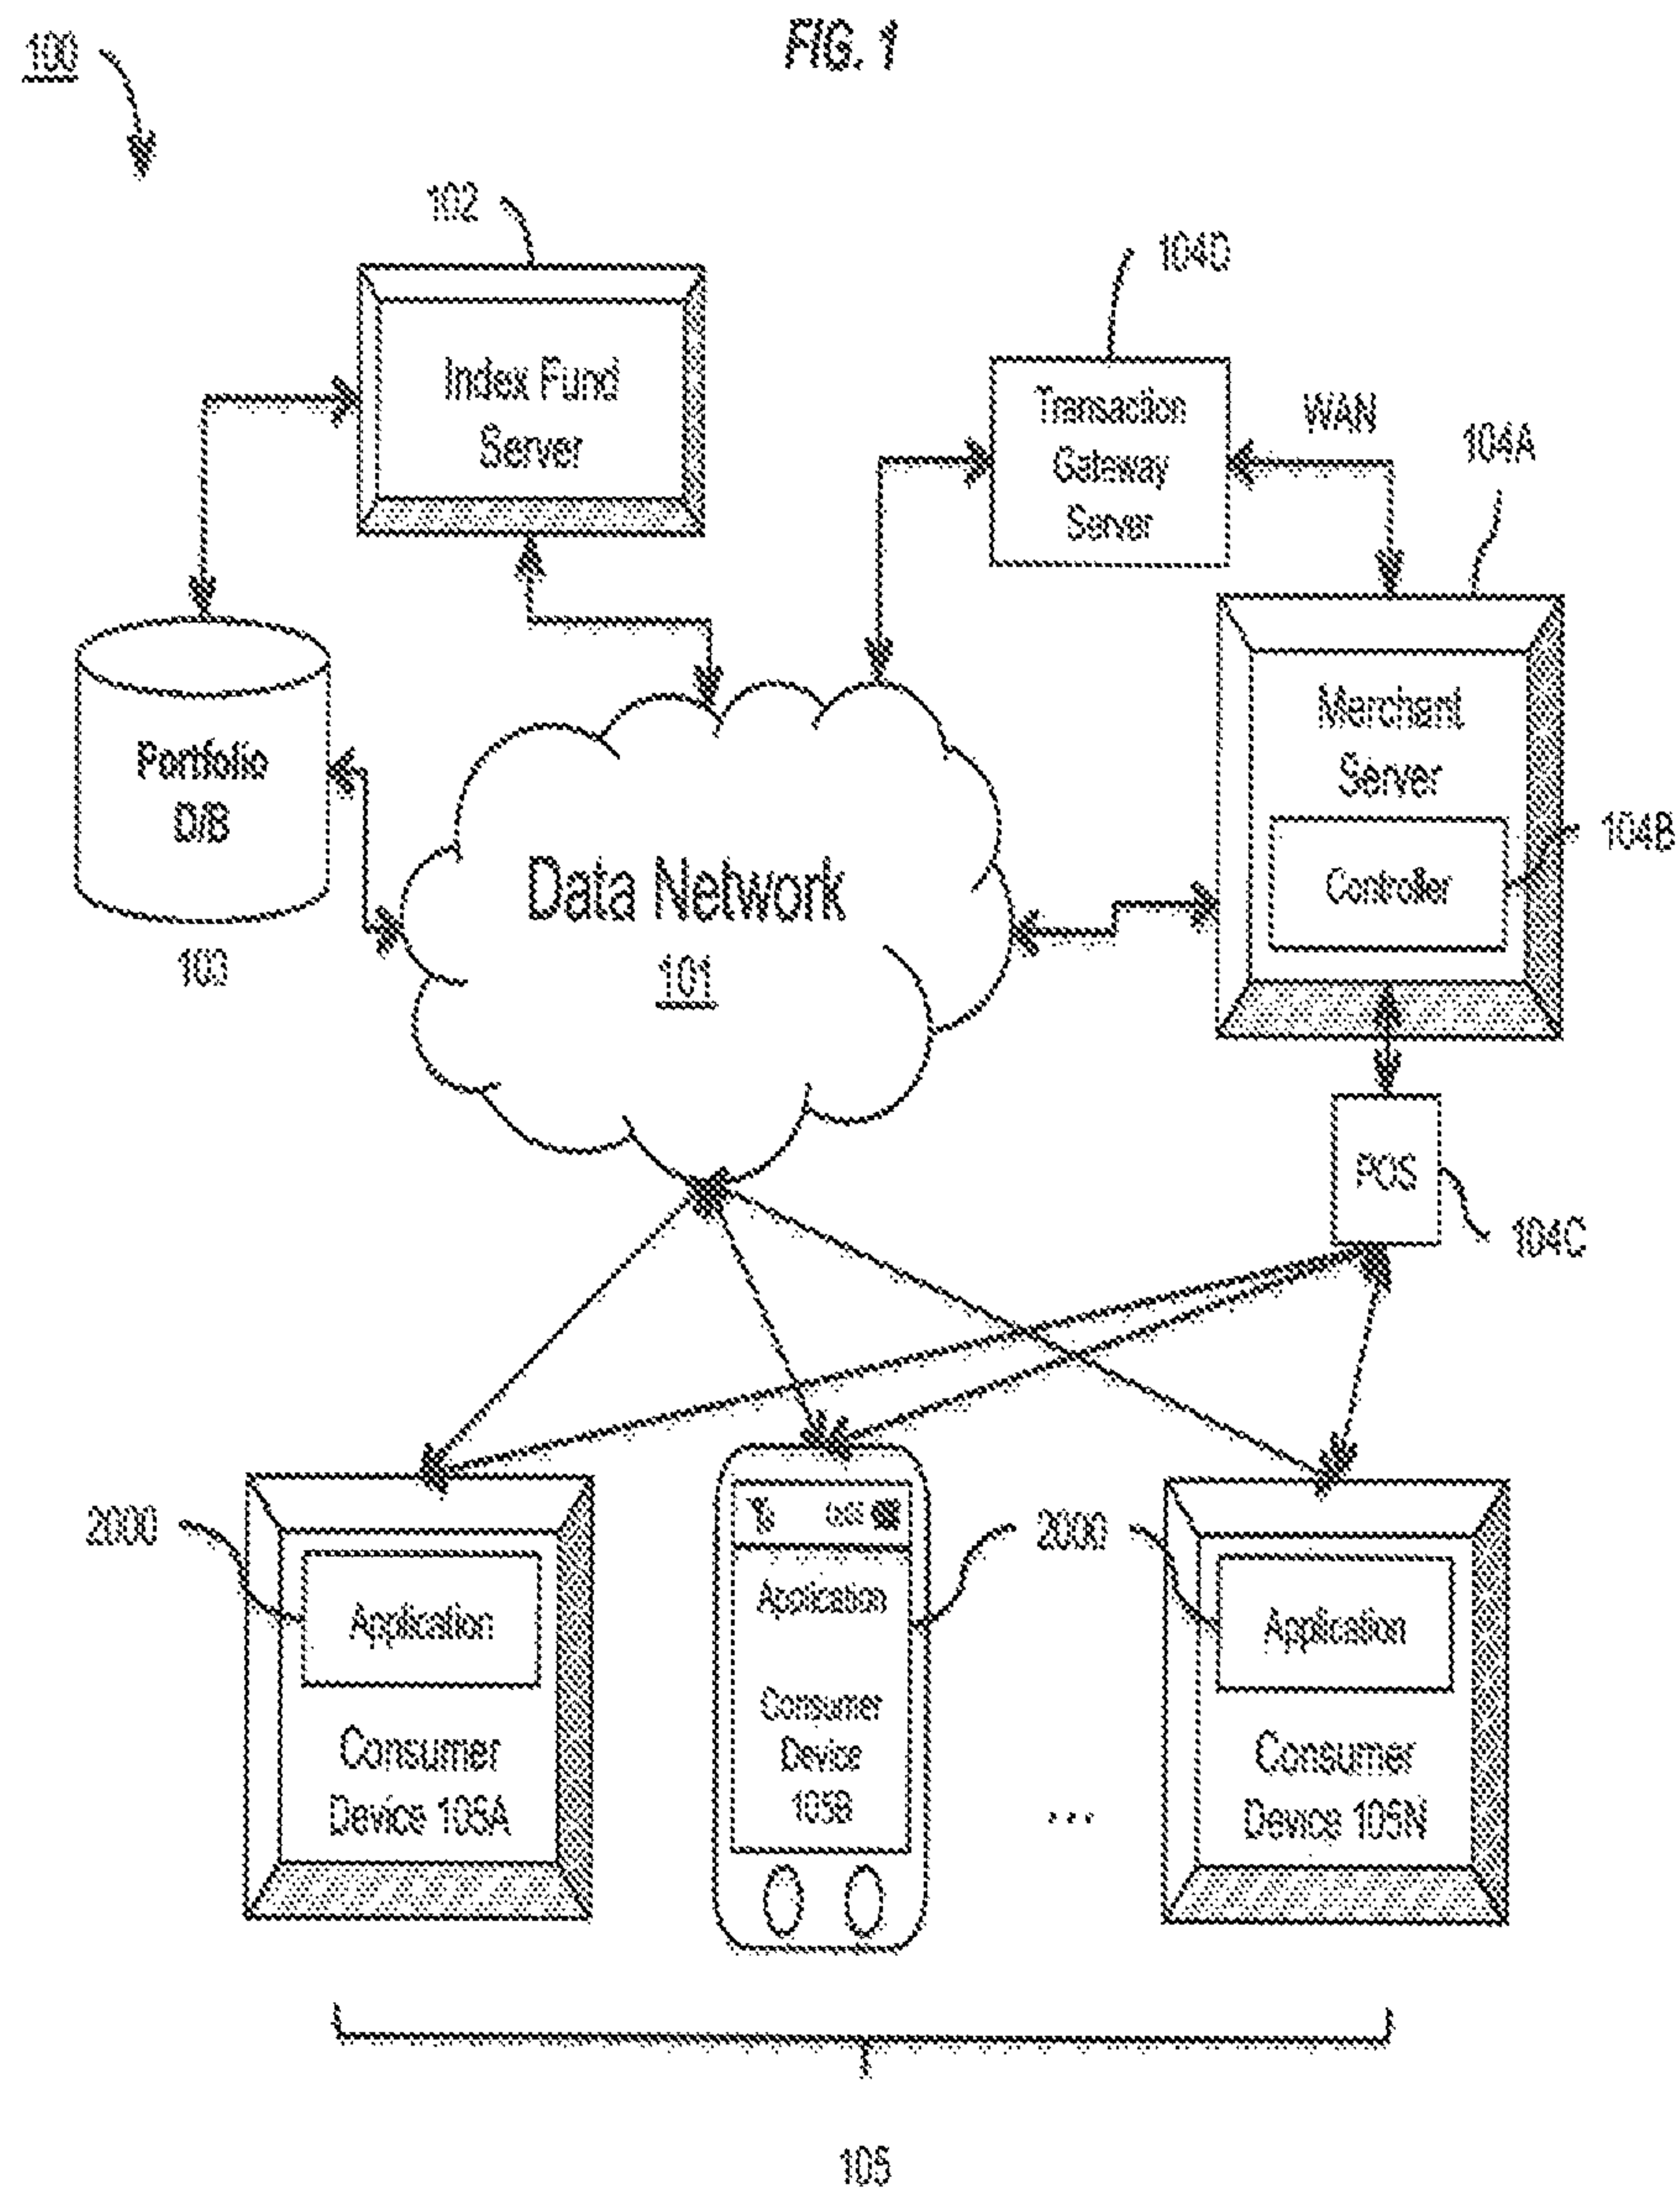 FIG. 1
100
102
Index Fund
Server
104D
Transaction
Gateway
Server
WAN
104A
Merchant
Server
Controller
104B
Portfolio
D/B
103
Data Network
101
POS
104C
2000
Application
Consumer
Device 105A
Application
Consumer
Device
105B
2000
...
Application
Consumer
Device 105N
105